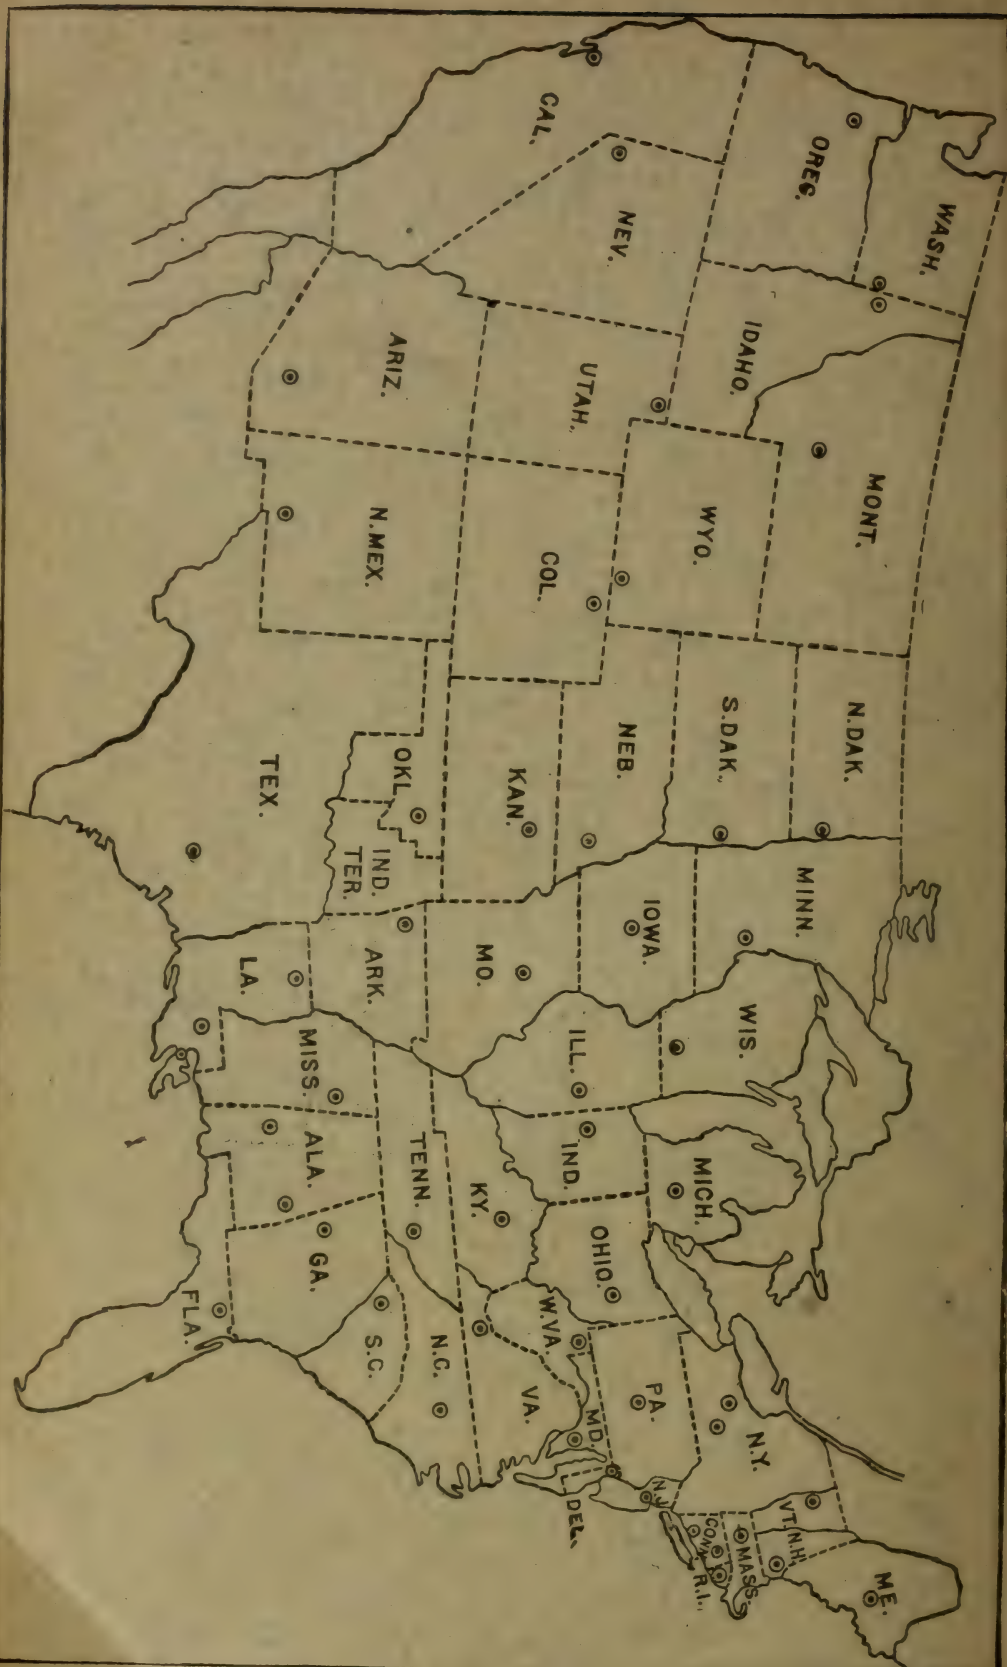 WASH.
OREG.
CAL.
NEV.
IDAHO.
MONT.
UTAH.
ARIZ.
WYO.
COL.
N.MEX.
N.DAK.
S.DAK.
NEB.
KAN.
OKL.
IND.
TER.
TEX.
MINN.
IOWA.
MO.
ARK.
LA.
WIS.
ILL.
MISS.
MICH.
IND.
KY.
TENN.
ALA.
OHIO.
GA.
FLA.
W.VA.
VA.
N.C.
S.C.
PA.
MD.
DEL.
N.J.
N.Y.
VT.
N.H.
MASS.
CONN.
R.I.
ME.